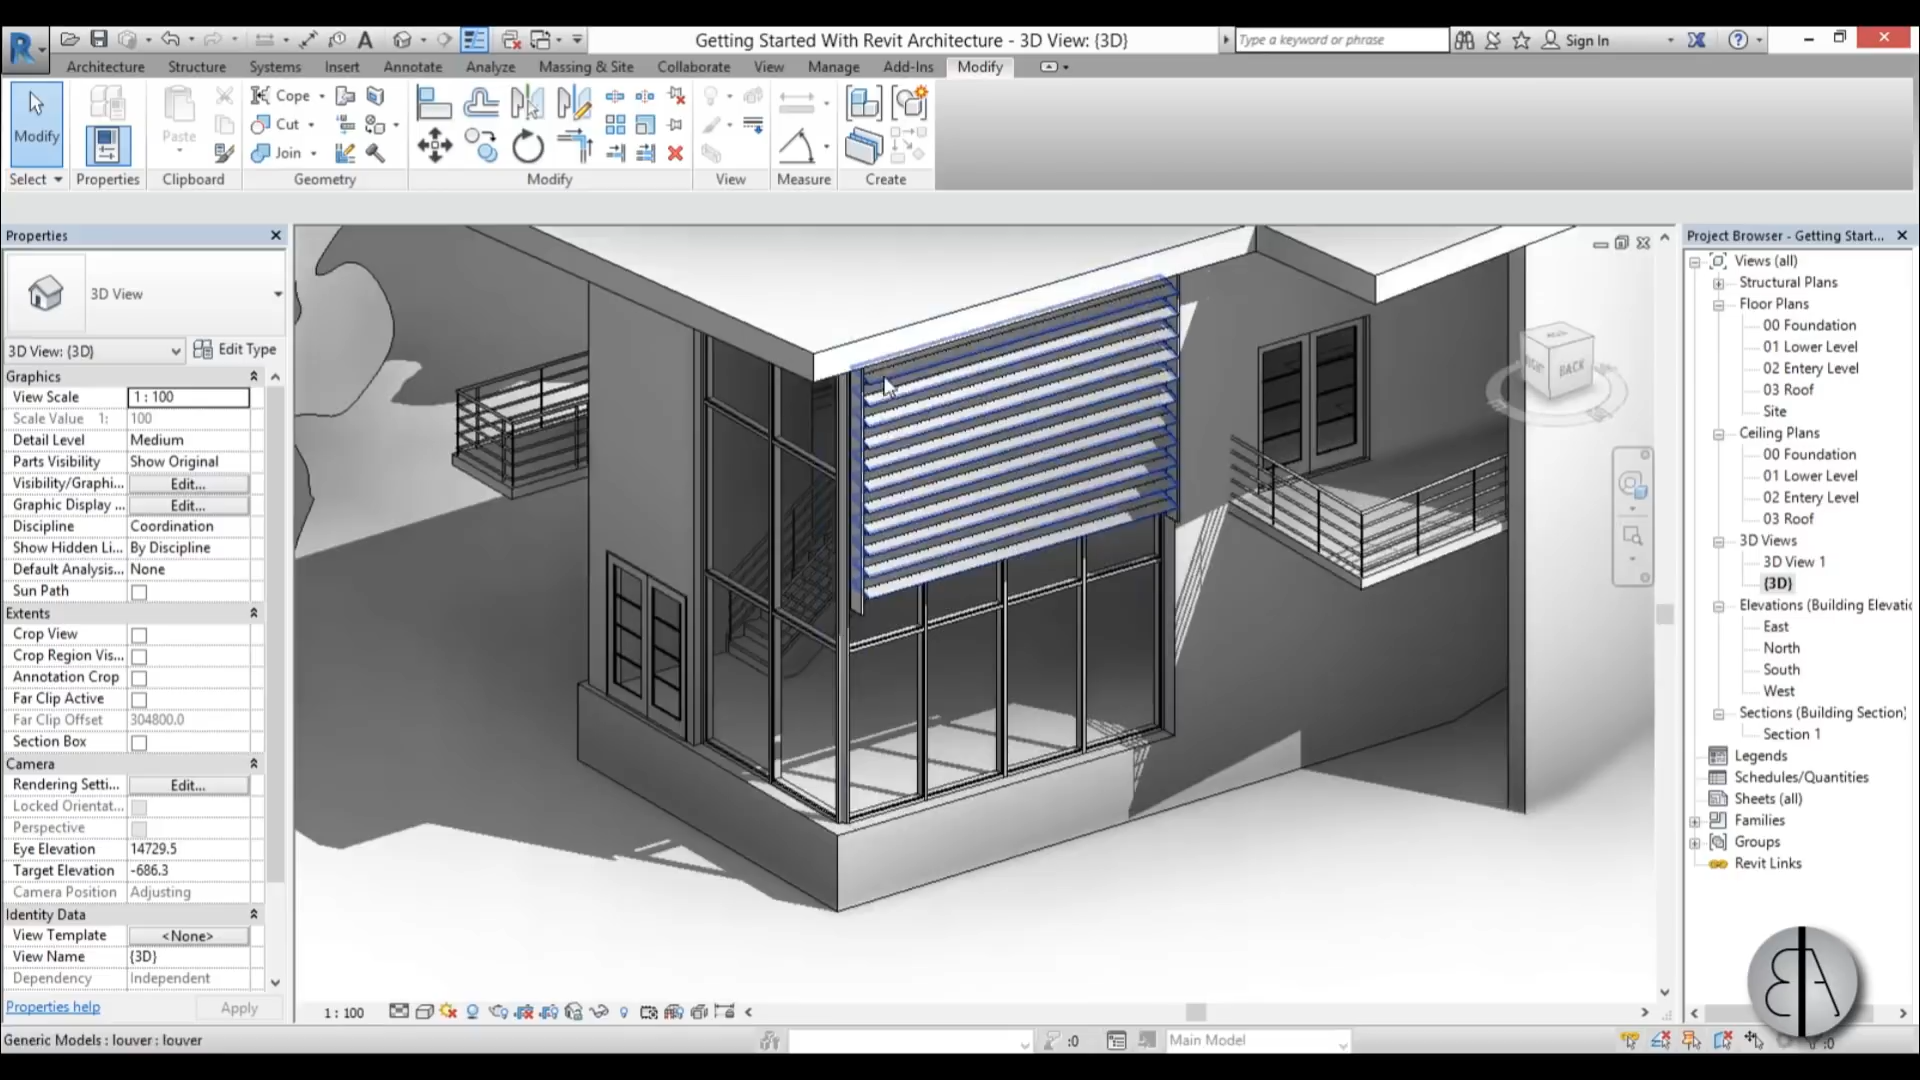 Getting Started With Revit Architecture - 3D View: {3D}
Type a keyword or phrase
Sign In
Architecture Structure Systems Insert Annotate Analyze Massing & Site Collaborate View Manage Add-Ins Modify
Modify
Paste
Cope
Cut
Join
Select Properties Clipboard Geometry Modify View Measure Create
Properties
3D View
3D View: {3D}
Edit Type
Graphics
View Scale 1 : 100
Scale Value 1: 100
Detail Level Medium
Parts Visibility Show Original
Visibility/Graphi... Edit...
Graphic Display ... Edit...
Discipline Coordination
Show Hidden Li... By Discipline
Default Analysis... None
Sun Path
Extents
Crop View
Crop Region Vis...
Annotation Crop
Far Clip Active
Far Clip Offset 304800.0
Section Box
Camera
Rendering Setti... Edit...
Locked Orientat...
Perspective
Eye Elevation 14729.5
Target Elevation -686.3
Camera Position Adjusting
Identity Data
View Template <None>
View Name {3D}
Dependency Independent
Properties help
Apply
RIGHT
BACK
1 : 100
Project Browser - Getting Start...
Views (all)
Structural Plans
Floor Plans
00 Foundation
01 Lower Level
02 Entery Level
03 Roof
Site
Ceiling Plans
00 Foundation
01 Lower Level
02 Entery Level
03 Roof
3D Views
3D View 1
{3D}
Elevations (Building Elevatio
East
North
South
West
Sections (Building Section)
Section 1
Legends
Schedules/Quantities
Sheets (all)
Families
Groups
Revit Links
Generic Models : louver : louver
:0
Main Model
:0